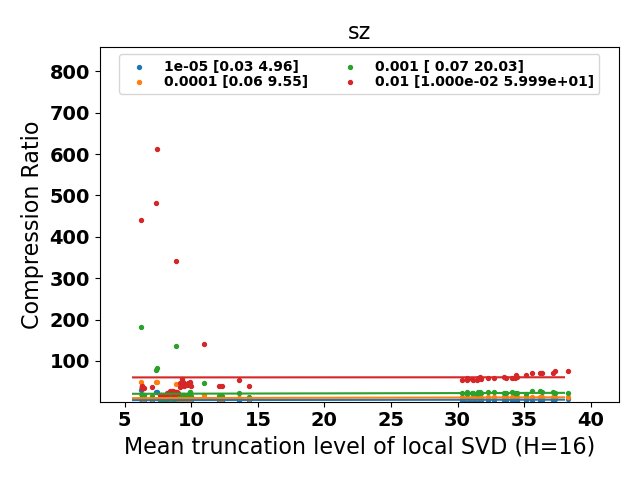 sz
1e-05 [0.03 4.96]
0.0001 [0.06 9.55]
0.001 [ 0.07 20.03]
0.01 [1.000e-02 5.999e+01]
Compression Ratio
800
700
600
500
400
300
200
100
5 10 15 20 25 30 35 40
Mean truncation level of local SVD (H=16)